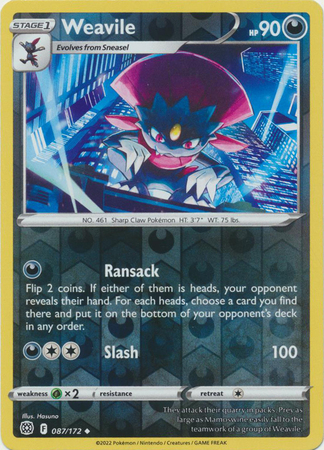 STAGE 1
Weavile
HP 90
Evolves from Sneasel
NO. 461 Sharp Claw Pokémon HT: 3'7" WT: 75 lbs.
Ransack
Flip 2 coins. If either of them is heads, your opponent
reveals their hand. For each heads, choose a card you find
there and put it on the bottom of your opponent's deck
in any order.
Slash 100
weakness ×2 resistance retreat
Illus. Hasuno
F 087/172
They attack their quarry in packs. Prey as
large as Mamoswine easily fall to the
teamwork of a group of Weavile.
©2022 Pokémon / Nintendo / Creatures / GAME FREAK